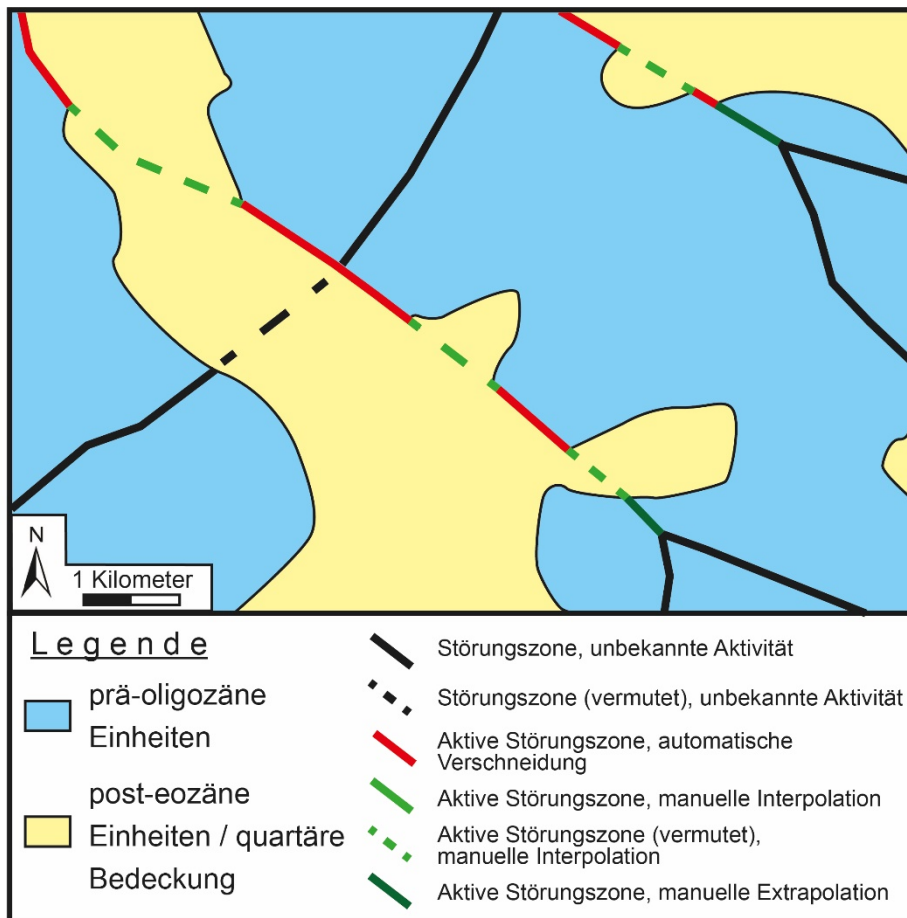 N
1 Kilometer
Legende
prä-oligozäne
Einheiten
post-eozäne
Einheiten / quartäre
Bedeckung
Störungszone, unbekannte Aktivität
Störungszone (vermutet), unbekannte Aktivität
Aktive Störungszone, automatische
Verschneidung
Aktive Störungszone, manuelle Interpolation
Aktive Störungszone (vermutet),
manuelle Interpolation
Aktive Störungszone, manuelle Extrapolation